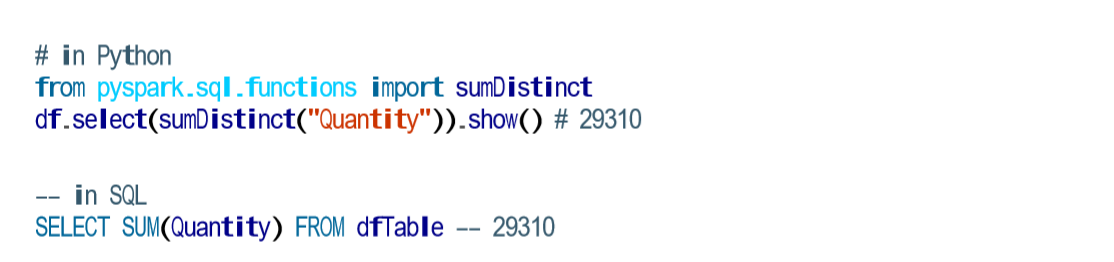 # in Python
from pyspark.sql.functions import sumDistinct
df.select(sumDistinct("Quantity")).show() # 29310
-- in SQL
SELECT SUM(Quantity) FROM dfTable -- 29310